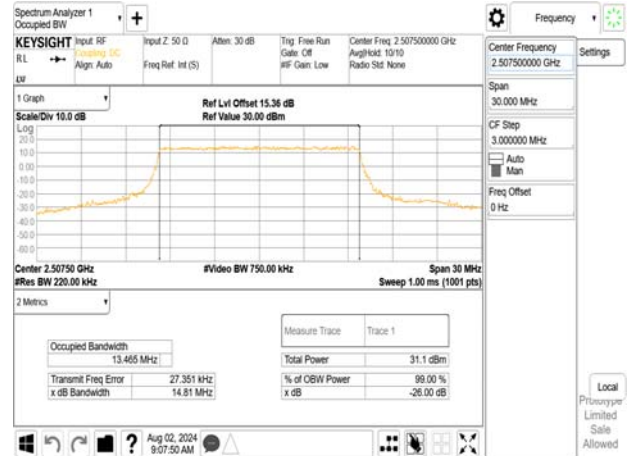 Spectrum Analyzer 1
Occupied BW
Frequency
KEYSIGHT Input: RF
Coupling: DC
Align: Auto
RL
LXI
Input Z: 50 Ω
Freq Ref: Int (S)
Atten: 30 dB
Trig: Free Run
Gate: Off
#IF Gain: Low
Center Freq: 2.507500000 GHz
Avg|Hold: 10/10
Radio Std: None
1 Graph
Scale/Div 10.0 dB
Ref Lvl Offset 15.36 dB
Ref Value 30.00 dBm
Log
20.0
10.0
0.00
-10.0
-20.0
-30.0
-40.0
-50.0
-60.0
Center 2.50750 GHz
#Video BW 750.00 kHz
Span 30 MHz
#Res BW 220.00 kHz
Sweep 1.00 ms (1001 pts)
2 Metrics
Measure Trace Trace 1
Occupied Bandwidth
13.465 MHz
Total Power 31.1 dBm
Transmit Freq Error 27.351 kHz
% of OBW Power 99.00 %
x dB Bandwidth 14.81 MHz
x dB -26.00 dB
Center Frequency
2.507500000 GHz
Settings
Span
30.000 MHz
CF Step
3.000000 MHz
Auto
Man
Freq Offset
0 Hz
Local
Prototype
Limited
Sale
Allowed
?
Aug 02, 2024
9:07:50 AM